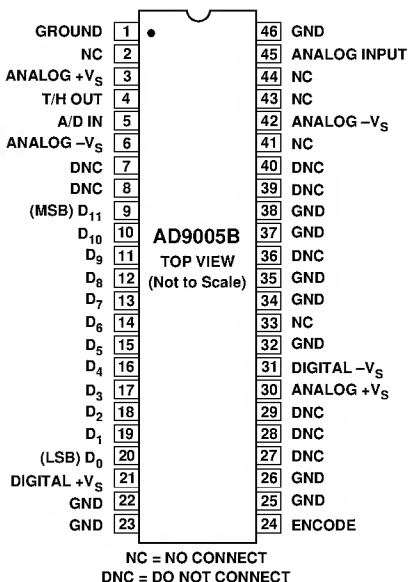 GROUND 1
NC 2
ANALOG +VS 3
T/H OUT 4
A/D IN 5
ANALOG –VS 6
DNC 7
DNC 8
(MSB) D11 9
D10 10
D9 11
D8 12
D7 13
D6 14
D5 15
D4 16
D3 17
D2 18
D1 19
(LSB) D0 20
DIGITAL +VS 21
GND 22
GND 23
AD9005B
TOP VIEW
(Not to Scale)
46 GND
45 ANALOG INPUT
44 NC
43 NC
42 ANALOG –VS
41 NC
40 DNC
39 DNC
38 GND
37 GND
36 DNC
35 GND
34 GND
33 NC
32 GND
31 DIGITAL –VS
30 ANALOG +VS
29 DNC
28 DNC
27 DNC
26 GND
25 GND
24 ENCODE
NC = NO CONNECT
DNC = DO NOT CONNECT